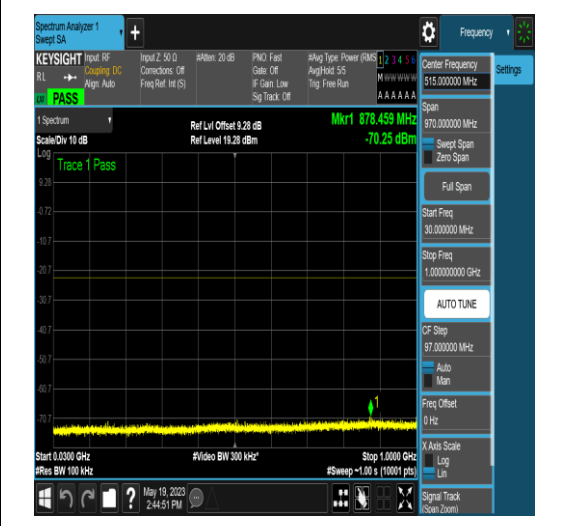 Spectrum Analyzer 1
Swept SA
+
Frequency
KEYSIGHT
Input: RF
Coupling: DC
Align: Auto
Input Z: 50 Ω
Corrections: Off
Freq Ref: Int (S)
#Atten: 20 dB
PNO: Fast
Gate: Off
IF Gain: Low
Sig Track: Off
#Avg Type: Power (RMS
Avg|Hold: 5/5
Trig: Free Run
1 2 3 4 5 6
M W W W W W
A A A A A A
RL
PASS
1 Spectrum
Scale/Div 10 dB
Ref Lvl Offset 9.28 dB
Ref Level 19.28 dBm
Mkr1 878.459 MHz
-70.25 dBm
Log
Trace 1 Pass
9.28
-0.72
-10.7
-20.7
-30.7
-40.7
-50.7
-60.7
-70.7
1
Start 0.0300 GHz
#Res BW 100 kHz
#Video BW 300 kHz*
Stop 1.0000 GHz
#Sweep ~1.00 s (10001 pts)
May 19, 2023
2:44:51 PM
Center Frequency
515.000000 MHz
Settings
Span
970.000000 MHz
Swept Span
Zero Span
Full Span
Start Freq
30.000000 MHz
Stop Freq
1.000000000 GHz
AUTO TUNE
CF Step
97.000000 MHz
Auto
Man
Freq Offset
0 Hz
X Axis Scale
Log
Lin
Signal Track
(Span Zoom)